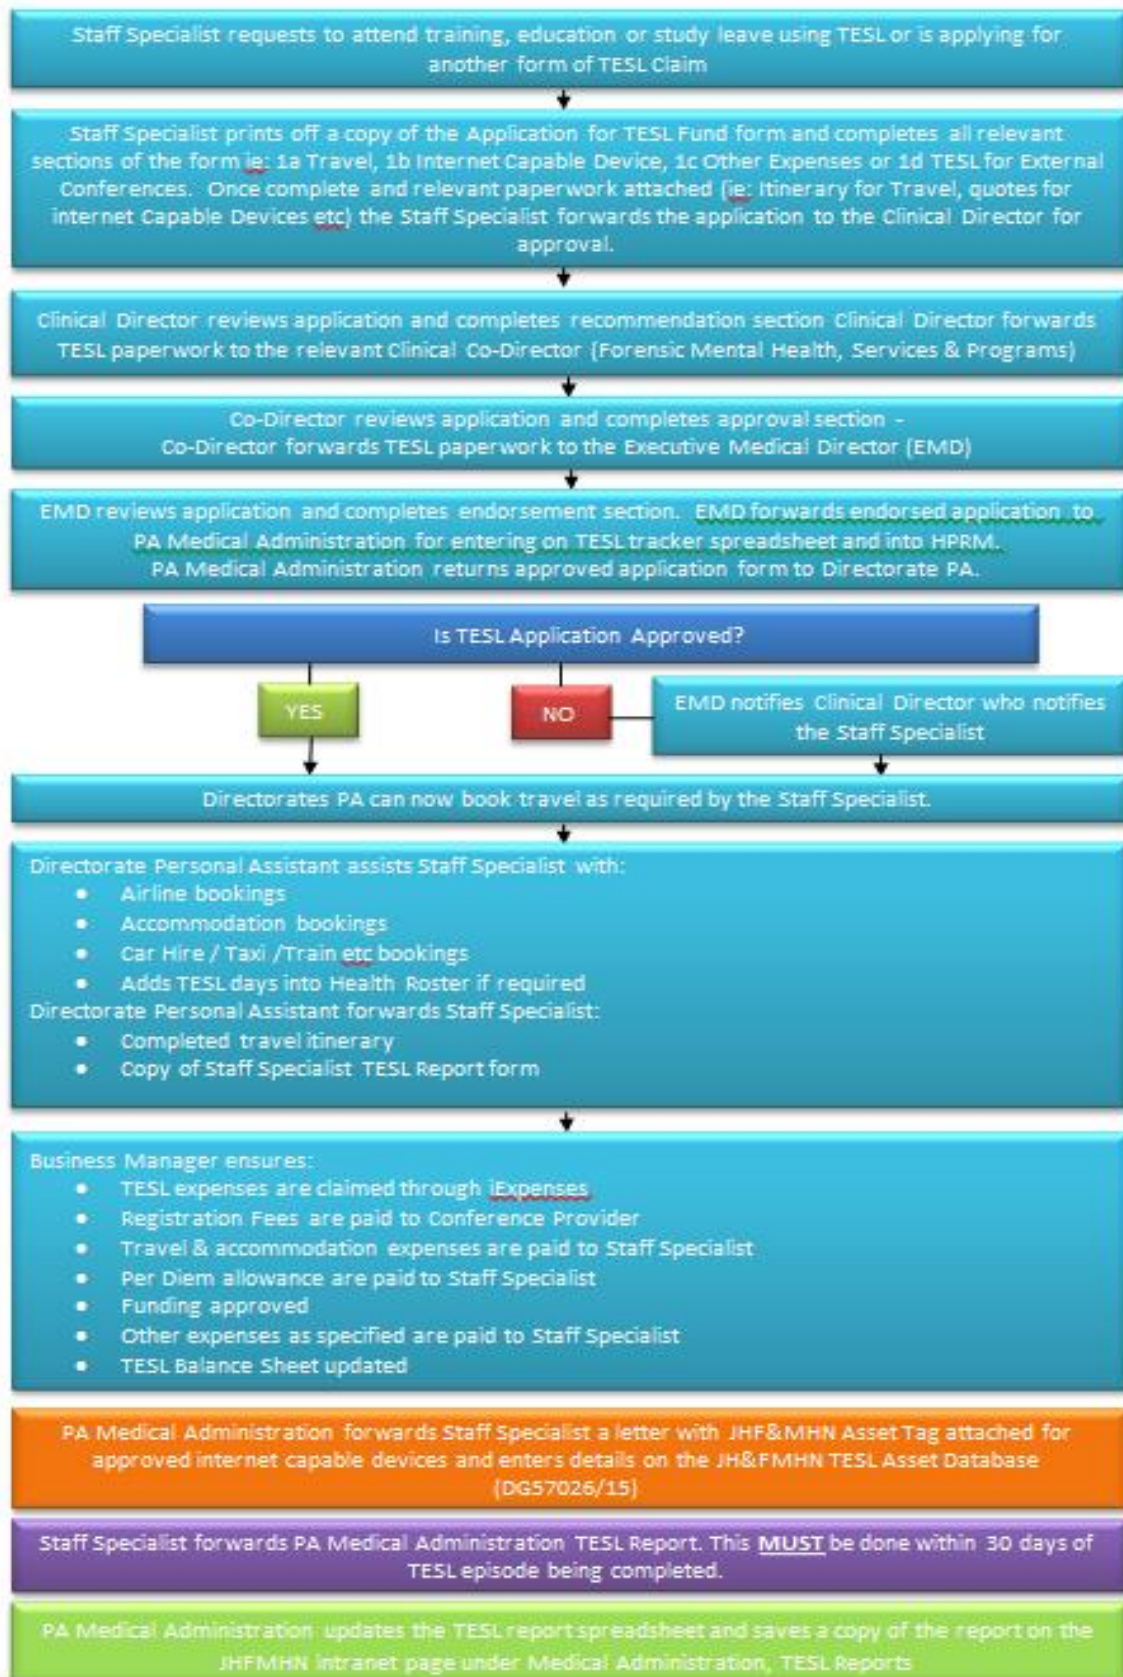 Staff Specialist requests to attend training, education or study leave using TESL or is applying for
another form of TESL Claim
Staff Specialist prints off a copy of the Application for TESL Fund form and completes all relevant
sections of the form ie: 1a Travel, 1b Internet Capable Device, 1c Other Expenses or 1d TESL for External
Conferences. Once complete and relevant paperwork attached (ie: Itinerary for Travel, quotes for
internet Capable Devices etc) the Staff Specialist forwards the application to the Clinical Director for
approval.
Clinical Director reviews application and completes recommendation section Clinical Director forwards
TESL paperwork to the relevant Clinical Co-Director (Forensic Mental Health, Services & Programs)
Co-Director reviews application and completes approval section -
Co-Director forwards TESL paperwork to the Executive Medical Director (EMD)
EMD reviews application and completes endorsement section. EMD forwards endorsed application to
PA Medical Administration for entering on TESL tracker spreadsheet and into HPRM.
PA Medical Administration returns approved application form to Directorate PA.
Is TESL Application Approved?
YES
NO
EMD notifies Clinical Director who notifies
the Staff Specialist
Directorates PA can now book travel as required by the Staff Specialist.
Directorate Personal Assistant assists Staff Specialist with:
• Airline bookings
• Accommodation bookings
• Car Hire / Taxi /Train etc bookings
• Adds TESL days into Health Roster if required
Directorate Personal Assistant forwards Staff Specialist:
• Completed travel itinerary
• Copy of Staff Specialist TESL Report form
Business Manager ensures:
• TESL expenses are claimed through iExpenses
• Registration Fees are paid to Conference Provider
• Travel & accommodation expenses are paid to Staff Specialist
• Per Diem allowance are paid to Staff Specialist
• Funding approved
• Other expenses as specified are paid to Staff Specialist
• TESL Balance Sheet updated
PA Medical Administration forwards Staff Specialist a letter with JHF&MHN Asset Tag attached for
approved internet capable devices and enters details on the JH&FMHN TESL Asset Database
(DG57026/15)
Staff Specialist forwards PA Medical Administration TESL Report. This MUST be done within 30 days of
TESL episode being completed.
PA Medical Administration updates the TESL report spreadsheet and saves a copy of the report on the
JHFMHN intranet page under Medical Administration, TESL Reports